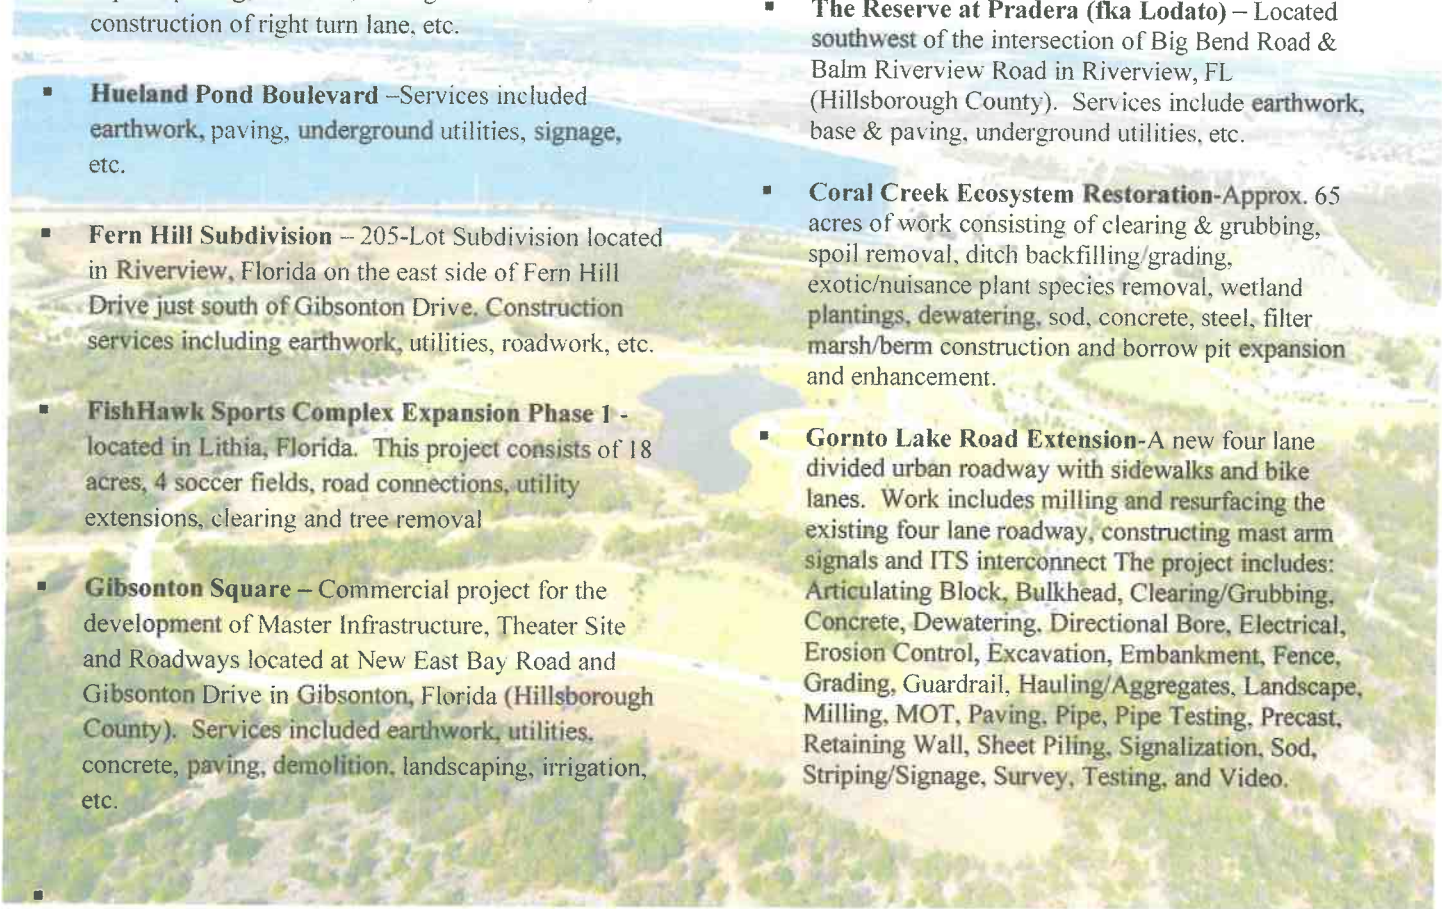 construction of right turn lane, etc.
▪ Hueland Pond Boulevard –Services included
earthwork, paving, underground utilities, signage,
etc.
▪ Fern Hill Subdivision – 205-Lot Subdivision located
in Riverview, Florida on the east side of Fern Hill
Drive just south of Gibsonton Drive. Construction
services including earthwork, utilities, roadwork, etc.
▪ FishHawk Sports Complex Expansion Phase 1 -
located in Lithia, Florida.  This project consists of 18
acres, 4 soccer fields, road connections, utility
extensions, clearing and tree removal
▪ Gibsonton Square – Commercial project for the
development of Master Infrastructure, Theater Site
and Roadways located at New East Bay Road and
Gibsonton Drive in Gibsonton, Florida (Hillsborough
County).  Services included earthwork, utilities,
concrete, paving, demolition, landscaping, irrigation,
etc.
▪
▪ The Reserve at Pradera (fka Lodato) – Located
southwest of the intersection of Big Bend Road &
Balm Riverview Road in Riverview, FL
(Hillsborough County).  Services include earthwork,
base & paving, underground utilities, etc.
▪ Coral Creek Ecosystem Restoration-Approx. 65
acres of work consisting of clearing & grubbing,
spoil removal, ditch backfilling/grading,
exotic/nuisance plant species removal, wetland
plantings, dewatering, sod, concrete, steel, filter
marsh/berm construction and borrow pit expansion
and enhancement.
▪ Gornto Lake Road Extension-A new four lane
divided urban roadway with sidewalks and bike
lanes.  Work includes milling and resurfacing the
existing four lane roadway, constructing mast arm
signals and ITS interconnect The project includes:
Articulating Block, Bulkhead, Clearing/Grubbing,
Concrete, Dewatering, Directional Bore, Electrical,
Erosion Control, Excavation, Embankment, Fence,
Grading, Guardrail, Hauling/Aggregates, Landscape,
Milling, MOT, Paving, Pipe, Pipe Testing, Precast,
Retaining Wall, Sheet Piling, Signalization, Sod,
Striping/Signage, Survey, Testing, and Video.